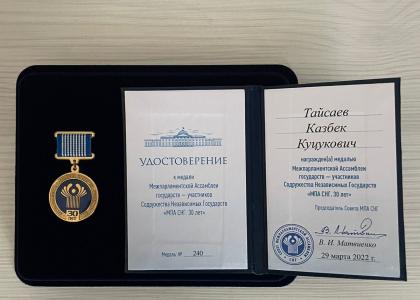 30
ЛЕТ
УДОСТОВЕРЕНИЕ
к медали
Межпарламентской Ассамблеи
государств — участников
Содружества Независимых Государств
«МПА СНГ. 30 лет»
Медаль № 240
Тайсаев
Казбек
Куцукович
награжден(а) медалью
Межпарламентской Ассамблеи
государств — участников
Содружества Независимых Государств
«МПА СНГ. 30 лет»
Председатель Совета МПА СНГ
В. И. Матвиенко
29 марта 2022 г.